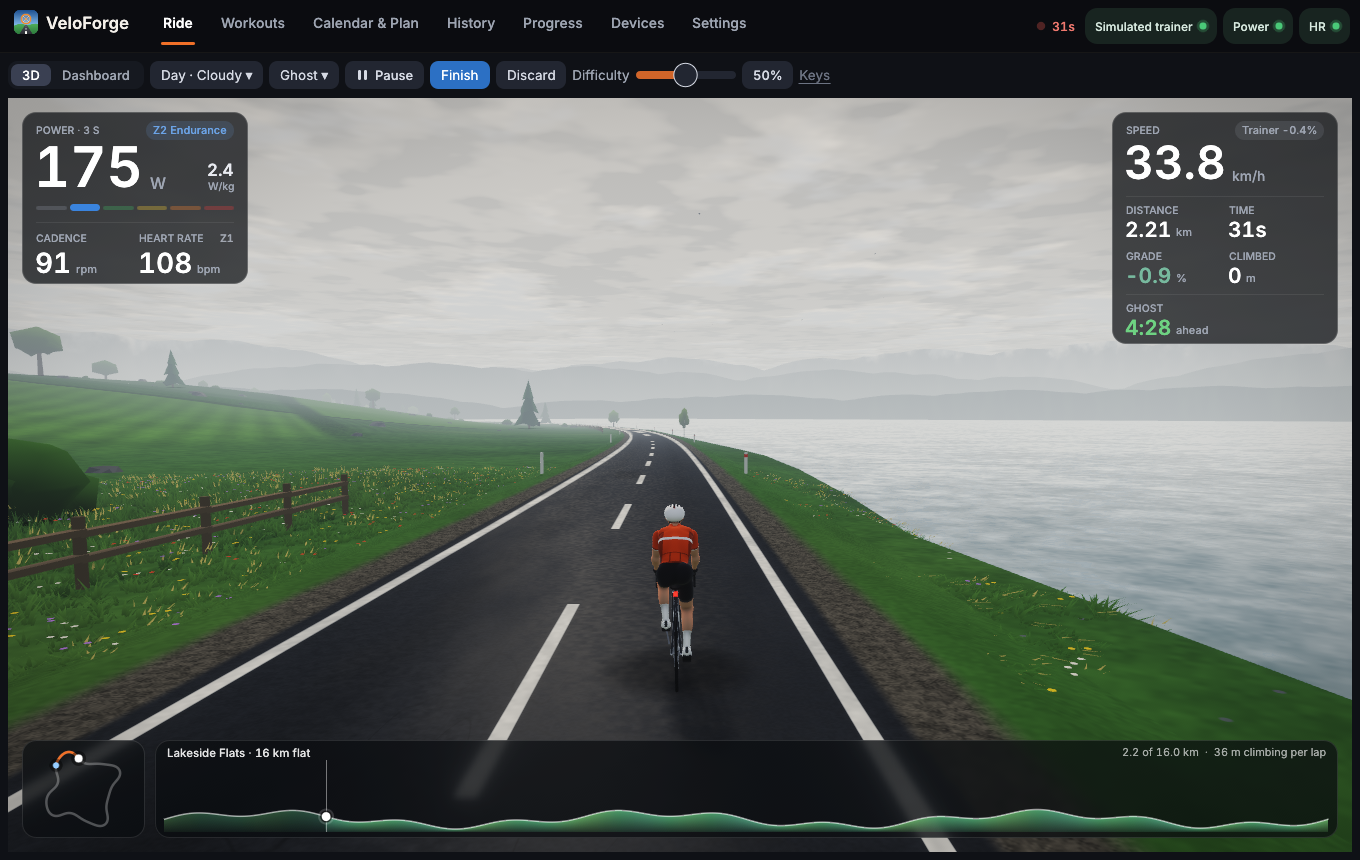 VeloForge Ride Workouts Calendar & Plan History Progress Devices Settings 31s Simulated trainer Power HR
3D Dashboard Day · Cloudy ▾ Ghost ▾ Pause Finish Discard Difficulty 50% Keys
POWER · 3 S Z2 Endurance
175 W 2.4
W/kg
CADENCE HEART RATE Z1
91 rpm 108 bpm
SPEED Trainer -0.4%
33.8 km/h
DISTANCE TIME
2.21 km 31s
GRADE CLIMBED
-0.9 % 0 m
GHOST
4:28 ahead
Lakeside Flats · 16 km flat 2.2 of 16.0 km · 36 m climbing per lap